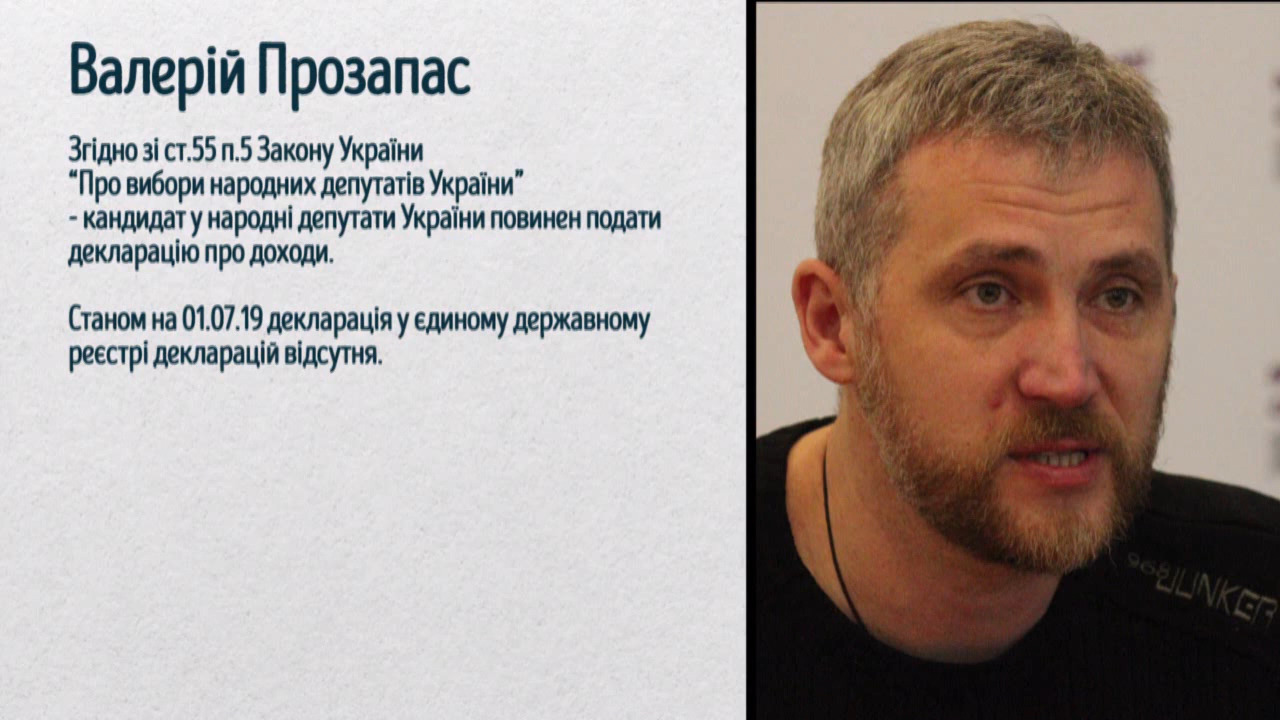 Валерій Прозапас
Згідно зі ст.55 п.5 Закону України
“Про вибори народних депутатів України”
- кандидат у народні депутати України повинен подати
декларацію про доходи.
Станом на 01.07.19 декларація у єдиному державному
реєстрі декларацій відсутня.